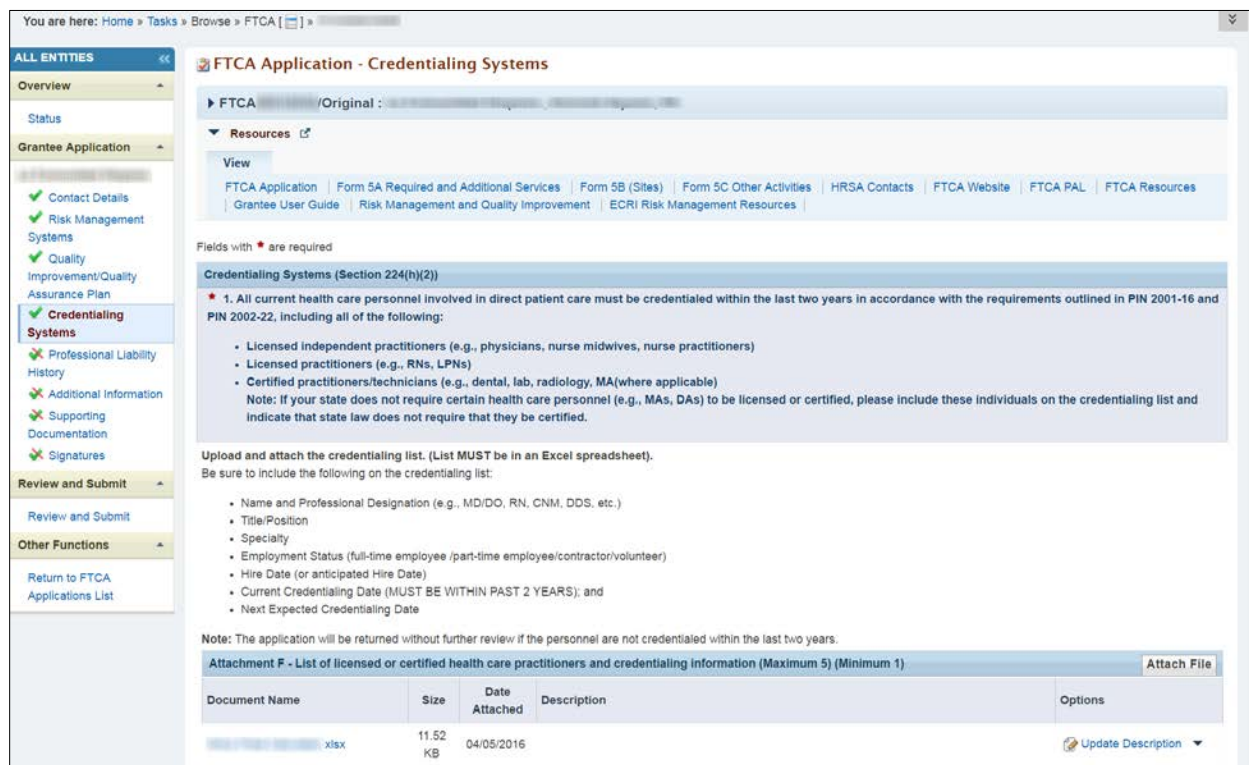 You are here: Home » Tasks » Browse » FTCA [ ] »
ALL ENTITIES «
Overview
Status
Grantee Application
Contact Details
Risk Management
Systems
Quality
Improvement/Quality
Assurance Plan
Credentialing
Systems
Professional Liability
History
Additional Information
Supporting
Documentation
Signatures
Review and Submit
Review and Submit
Other Functions
Return to FTCA
Applications List
FTCA Application - Credentialing Systems
FTCA /Original :
Resources
View
FTCA Application | Form 5A Required and Additional Services | Form 5B (Sites) | Form 5C Other Activities | HRSA Contacts | FTCA Website | FTCA PAL | FTCA Resources
| Grantee User Guide | Risk Management and Quality Improvement | ECRI Risk Management Resources |
Fields with * are required
Credentialing Systems (Section 224(h)(2))
* 1. All current health care personnel involved in direct patient care must be credentialed within the last two years in accordance with the requirements outlined in PIN 2001-16 and
PIN 2002-22, including all of the following:
• Licensed independent practitioners (e.g., physicians, nurse midwives, nurse practitioners)
• Licensed practitioners (e.g., RNs, LPNs)
• Certified practitioners/technicians (e.g., dental, lab, radiology, MA(where applicable)
Note: If your state does not require certain health care personnel (e.g., MAs, DAs) to be licensed or certified, please include these individuals on the credentialing list and
indicate that state law does not require that they be certified.
Upload and attach the credentialing list. (List MUST be in an Excel spreadsheet).
Be sure to include the following on the credentialing list:
• Name and Professional Designation (e.g., MD/DO, RN, CNM, DDS, etc.)
• Title/Position
• Specialty
• Employment Status (full-time employee /part-time employee/contractor/volunteer)
• Hire Date (or anticipated Hire Date)
• Current Credentialing Date (MUST BE WITHIN PAST 2 YEARS); and
• Next Expected Credentialing Date
Note: The application will be returned without further review if the personnel are not credentialed within the last two years.
Attachment F - List of licensed or certified health care practitioners and credentialing information (Maximum 5) (Minimum 1) Attach File
Document Name Size Date Attached Description Options
xlsx 11.52 KB 04/05/2016 Update Description